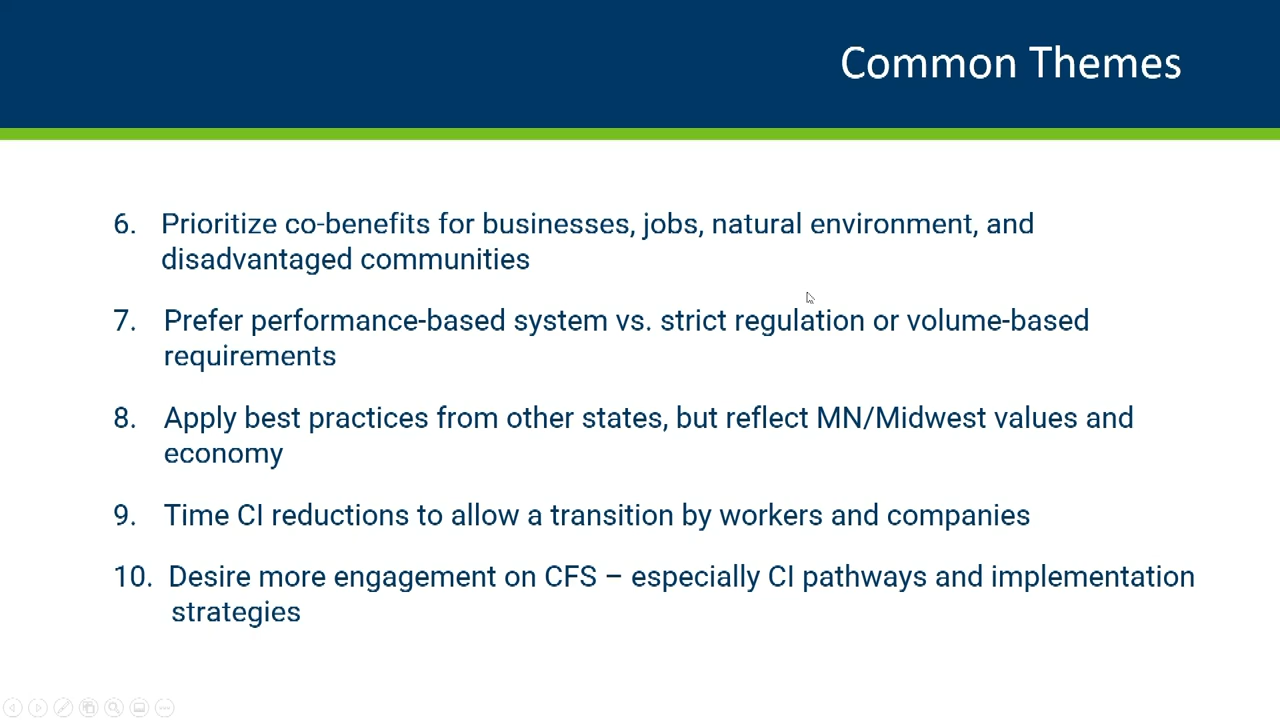 Common Themes
6. Prioritize co-benefits for businesses, jobs, natural environment, and
disadvantaged communities
7. Prefer performance-based system vs. strict regulation or volume-based
requirements
8. Apply best practices from other states, but reflect MN/Midwest values and
economy
9. Time CI reductions to allow a transition by workers and companies
10. Desire more engagement on CFS – especially CI pathways and implementation
strategies